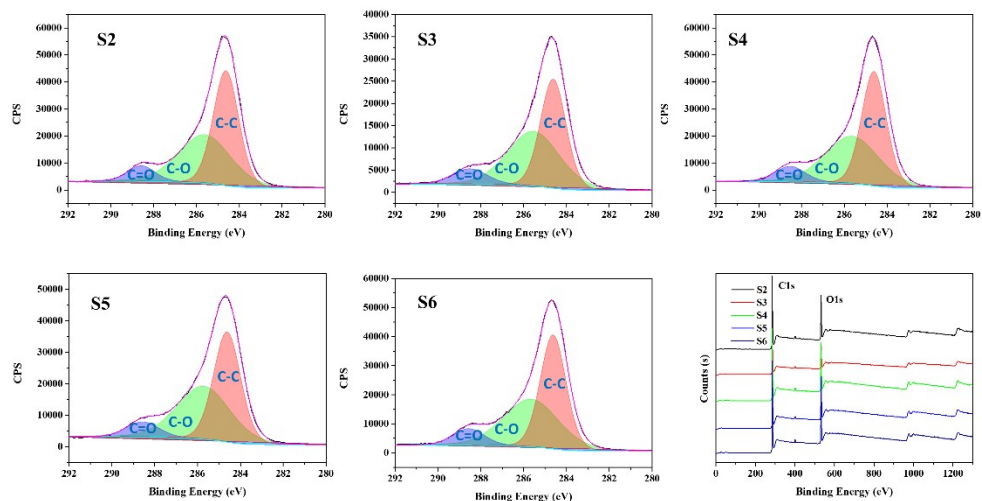 S2
60000
50000
40000
30000
20000
10000
0
CPS
C-C
C-O
C=O
292 290 288 286 284 282 280
Binding Energy (eV)
S3
40000
35000
30000
25000
20000
15000
10000
5000
0
CPS
C-C
C-O
C=O
292 290 288 286 284 282 280
Binding Energy (eV)
S4
60000
50000
40000
30000
20000
10000
0
CPS
C-C
C-O
C=O
292 290 288 286 284 282 280
Binding Energy (eV)
S5
50000
40000
30000
20000
10000
0
CPS
C-C
C-O
C=O
292 290 288 286 284 282 280
Binding Energy (eV)
S6
60000
50000
40000
30000
20000
10000
0
CPS
C-C
C-O
C=O
292 290 288 286 284 282 280
Binding Energy (eV)
S2
S3
S4
S5
S6
C1s
O1s
Counts (s)
0 200 400 600 800 1000 1200
Binding Energy (eV)